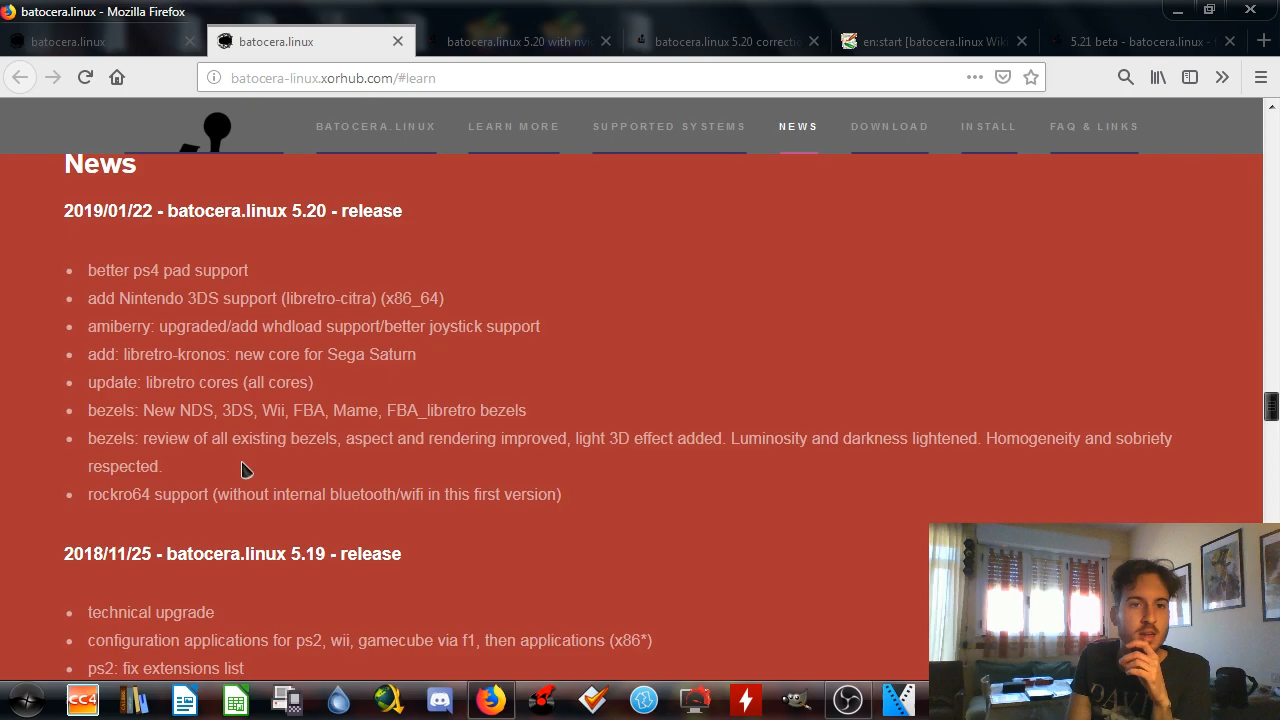 batocera.linux - Mozilla Firefox
batocera.linux
batocera.linux
batocera.linux 5.20 with nvi
batocera.linux 5.20 correctio
en:start [batocera.linux Wiki
5.21 beta - batocera.linux - f
batocera-linux.xorhub.com/#learn
BATOCERA.LINUX
LEARN MORE
SUPPORTED SYSTEMS
NEWS
DOWNLOAD
INSTALL
FAQ & LINKS
News
2019/01/22 - batocera.linux 5.20 - release
better ps4 pad support
add Nintendo 3DS support (libretro-citra) (x86_64)
amiberry: upgraded/add whdload support/better joystick support
add: libretro-kronos: new core for Sega Saturn
update: libretro cores (all cores)
bezels: New NDS, 3DS, Wii, FBA, Mame, FBA_libretro bezels
bezels: review of all existing bezels, aspect and rendering improved, light 3D effect added. Luminosity and darkness lightened. Homogeneity and sobriety
respected.
rockro64 support (without internal bluetooth/wifi in this first version)
2018/11/25 - batocera.linux 5.19 - release
technical upgrade
configuration applications for ps2, wii, gamecube via f1, then applications (x86*)
ps2: fix extensions list
CC4